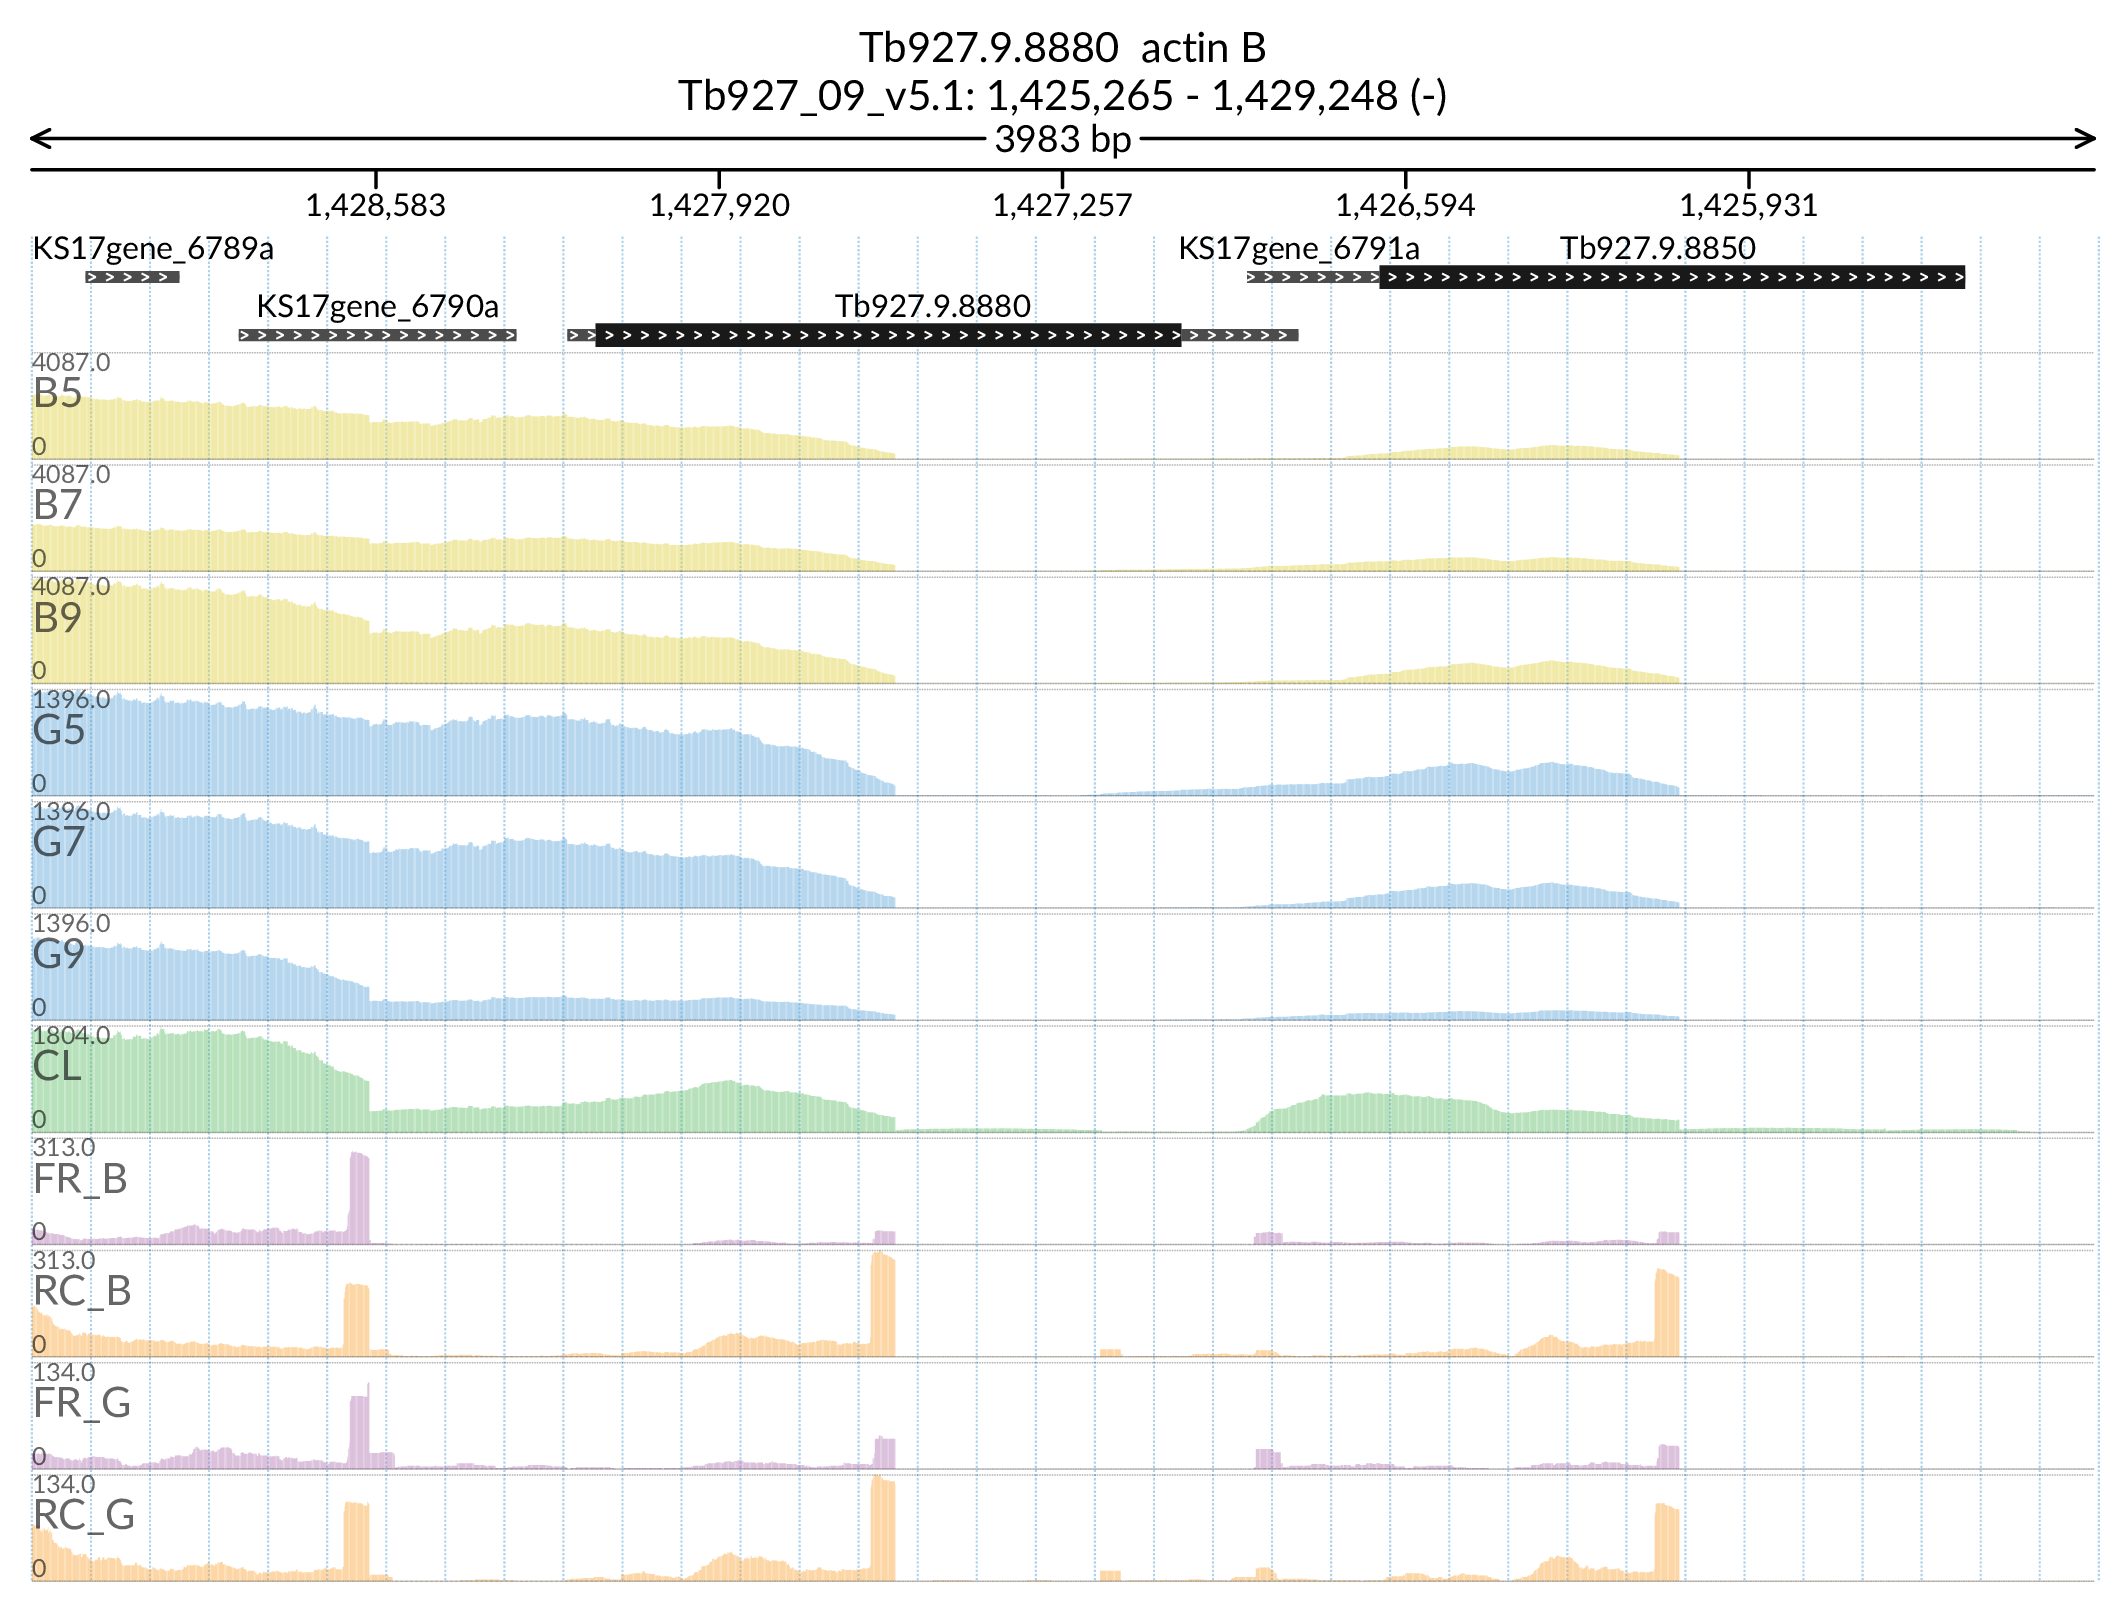 Tb927.9.8880 actin B
Tb927_09_v5.1: 1,425,265 - 1,429,248 (-)
3983 bp
1,428,583 1,427,920 1,427,257 1,426,594 1,425,931
KS17gene_6789a KS17gene_6791a Tb927.9.8850
KS17gene_6790a Tb927.9.8880
4087.0
B5
0
4087.0
B7
0
4087.0
B9
0
1396.0
G5
0
1396.0
G7
0
1396.0
G9
0
1804.0
CL
0
313.0
FR_B
0
313.0
RC_B
0
134.0
FR_G
0
134.0
RC_G
0